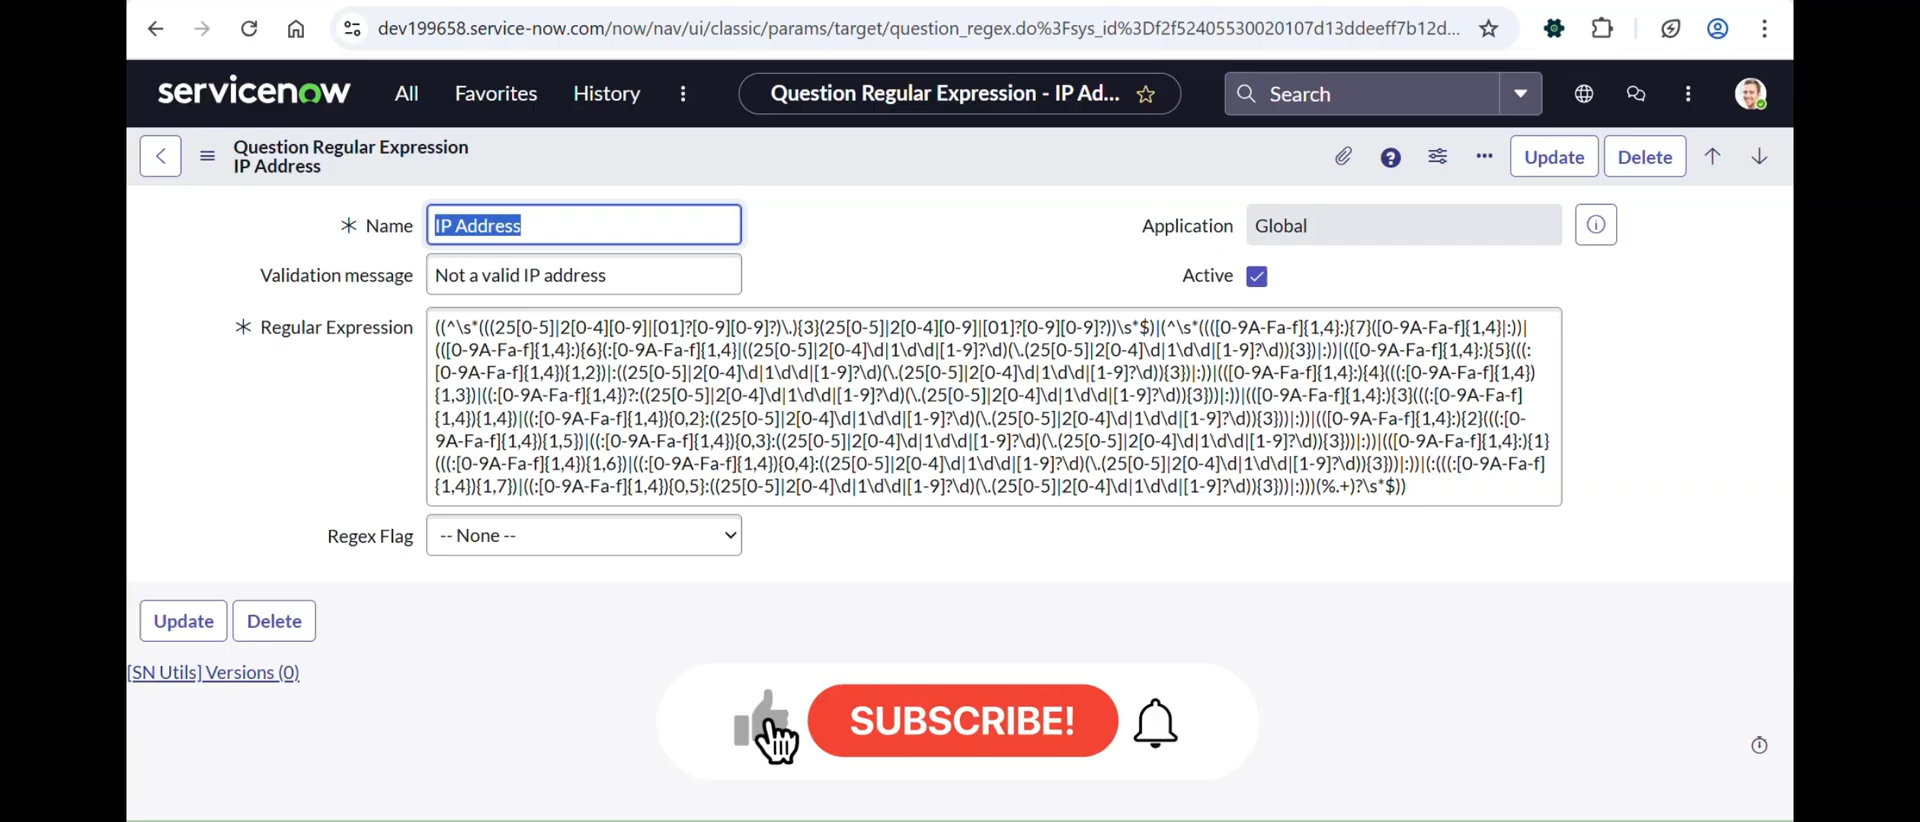 dev199658.service-now.com/now/nav/ui/classic/params/target/question_regex.do%3Fsys_id%3Df2f52405530020107d13ddeeff7b12d...
servicenow All Favorites History Question Regular Expression - IP Ad... Search
Question Regular Expression
IP Address
Update Delete
Name IP Address Application Global
Validation message Not a valid IP address Active
Regular Expression ((^\s*(((25[0-5]|2[0-4][0-9]|[01]?[0-9][0-9]?)\.){3}(25[0-5]|2[0-4][0-9]|[01]?[0-9][0-9]?))\s*$)|(^\s*((([0-9A-Fa-f]{1,4}:){7}([0-9A-Fa-f]{1,4}|:))|
(([0-9A-Fa-f]{1,4}:){6}(:[0-9A-Fa-f]{1,4}|((25[0-5]|2[0-4]\d|1\d\d|[1-9]?\d)(\.(25[0-5]|2[0-4]\d|1\d\d|[1-9]?\d)){3})|:))|(([0-9A-Fa-f]{1,4}:){5}(((:
[0-9A-Fa-f]{1,4}){1,2})|:((25[0-5]|2[0-4]\d|1\d\d|[1-9]?\d)(\.(25[0-5]|2[0-4]\d|1\d\d|[1-9]?\d)){3})|:))|(([0-9A-Fa-f]{1,4}:){4}(((:[0-9A-Fa-f]{1,4})
{1,3})|((:[0-9A-Fa-f]{1,4})?:((25[0-5]|2[0-4]\d|1\d\d|[1-9]?\d)(\.(25[0-5]|2[0-4]\d|1\d\d|[1-9]?\d)){3}))|:))|(([0-9A-Fa-f]{1,4}:){3}(((:[0-9A-Fa-f]
{1,4}){1,4})|((:[0-9A-Fa-f]{1,4}){0,2}:((25[0-5]|2[0-4]\d|1\d\d|[1-9]?\d)(\.(25[0-5]|2[0-4]\d|1\d\d|[1-9]?\d)){3}))|:))|(([0-9A-Fa-f]{1,4}:){2}(((:[0-
9A-Fa-f]{1,4}){1,5})|((:[0-9A-Fa-f]{1,4}){0,3}:((25[0-5]|2[0-4]\d|1\d\d|[1-9]?\d)(\.(25[0-5]|2[0-4]\d|1\d\d|[1-9]?\d)){3}))|:))|(([0-9A-Fa-f]{1,4}:){1}
(((:[0-9A-Fa-f]{1,4}){1,6})|((:[0-9A-Fa-f]{1,4}){0,4}:((25[0-5]|2[0-4]\d|1\d\d|[1-9]?\d)(\.(25[0-5]|2[0-4]\d|1\d\d|[1-9]?\d)){3}))|:))|(:(((:[0-9A-Fa-f]
{1,4}){1,7})|((:[0-9A-Fa-f]{1,4}){0,5}:((25[0-5]|2[0-4]\d|1\d\d|[1-9]?\d)(\.(25[0-5]|2[0-4]\d|1\d\d|[1-9]?\d)){3}))|:)))(%.+)?\s*$))
Regex Flag -- None --
Update Delete
[SN Utils] Versions (0)
SUBSCRIBE!